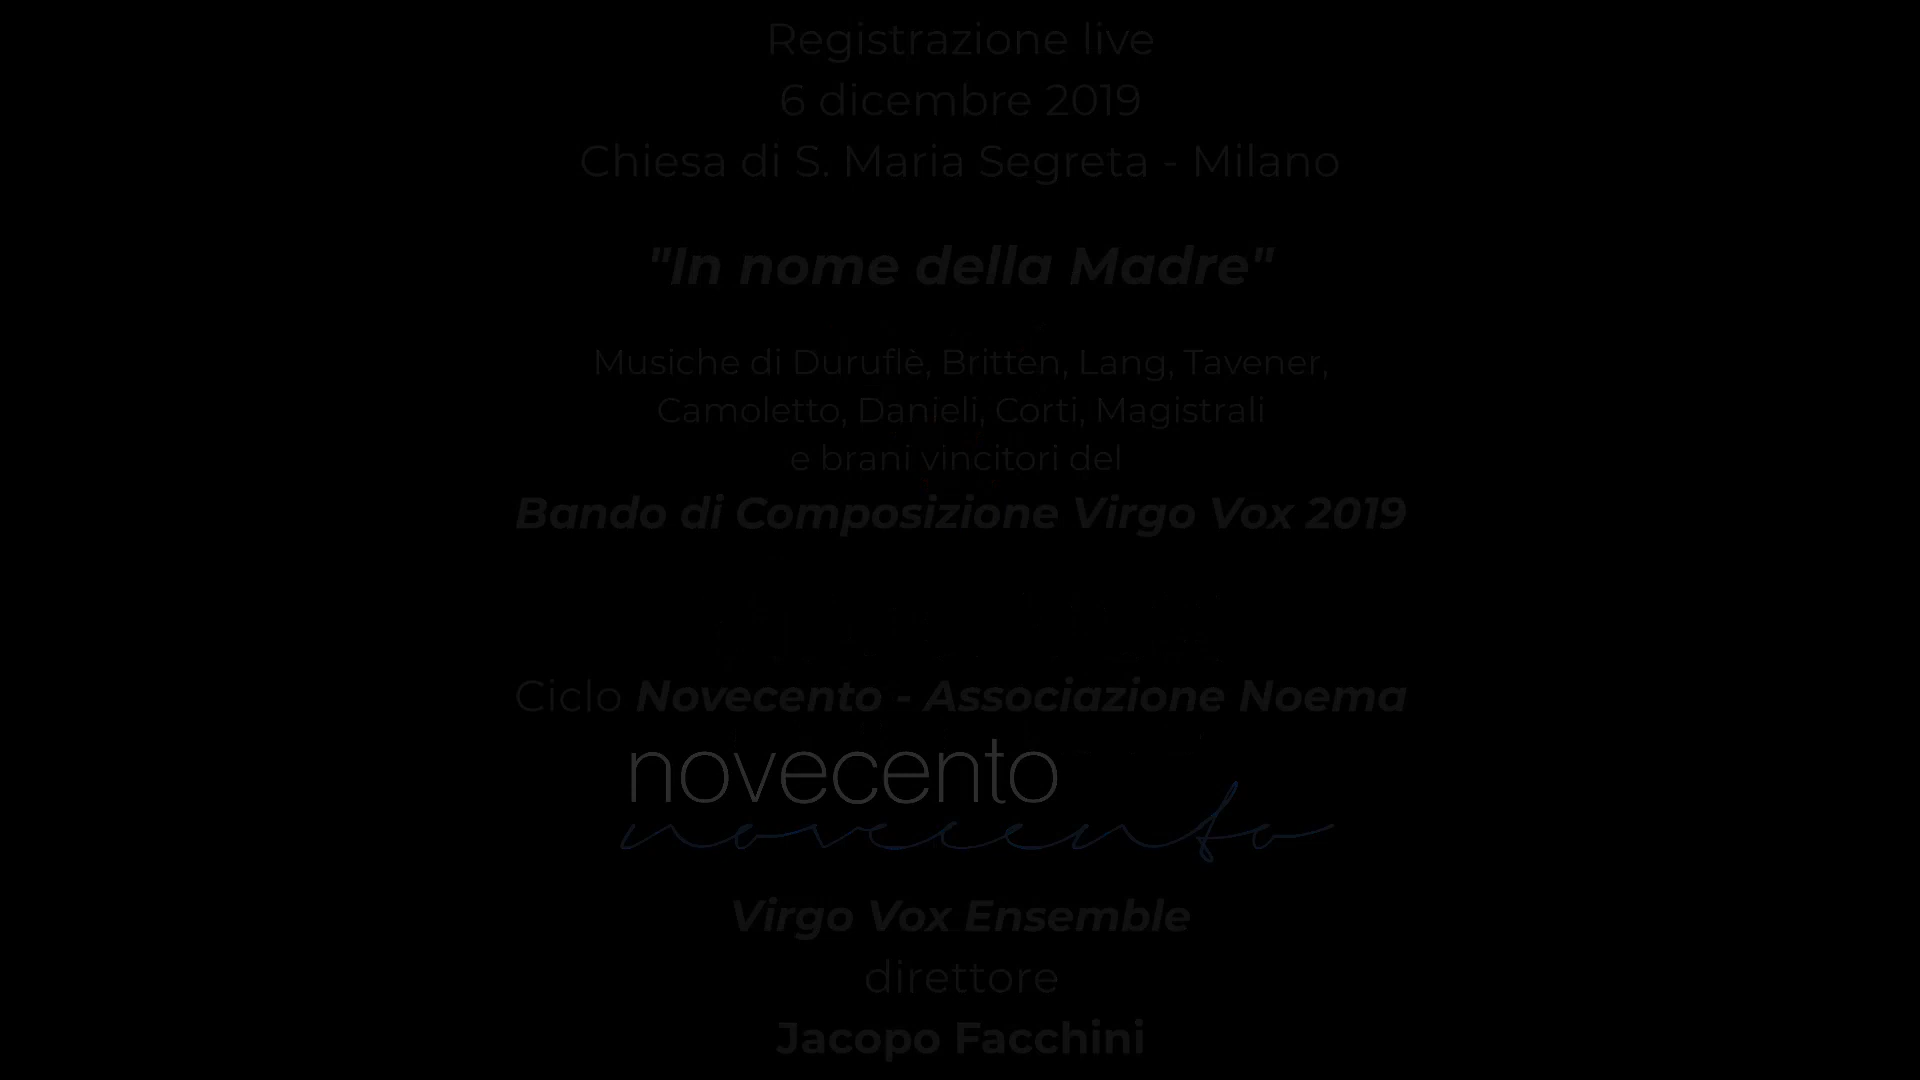 Registrazione live
6 dicembre 2019
Chiesa di S. Maria Segreta - Milano
"In nome della Madre"
Musiche di Duruflè, Britten, Lang, Tavener,
Camoletto, Danieli, Corti, Magistrali
e brani vincitori del
Bando di Composizione Virgo Vox 2019
Ciclo Novecento - Associazione Noema
novecento
novecento
Virgo Vox Ensemble
direttore
Jacopo Facchini